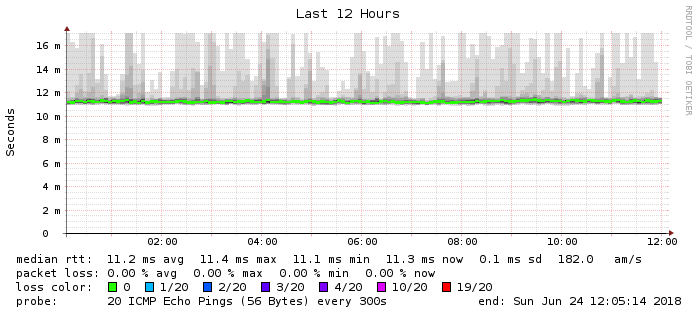 Last 12 Hours
RRDTOOL / TOBI OETIKER
Seconds
16 m
14 m
12 m
10 m
8 m
6 m
4 m
2 m
0
02:00 04:00 06:00 08:00 10:00 12:00
median rtt: 11.2 ms avg 11.4 ms max 11.1 ms min 11.3 ms now 0.1 ms sd 182.0 am/s
packet loss: 0.00 % avg 0.00 % max 0.00 % min 0.00 % now
loss color: 0 1/20 2/20 3/20 4/20 10/20 19/20
probe: 20 ICMP Echo Pings (56 Bytes) every 300s end: Sun Jun 24 12:05:14 2018